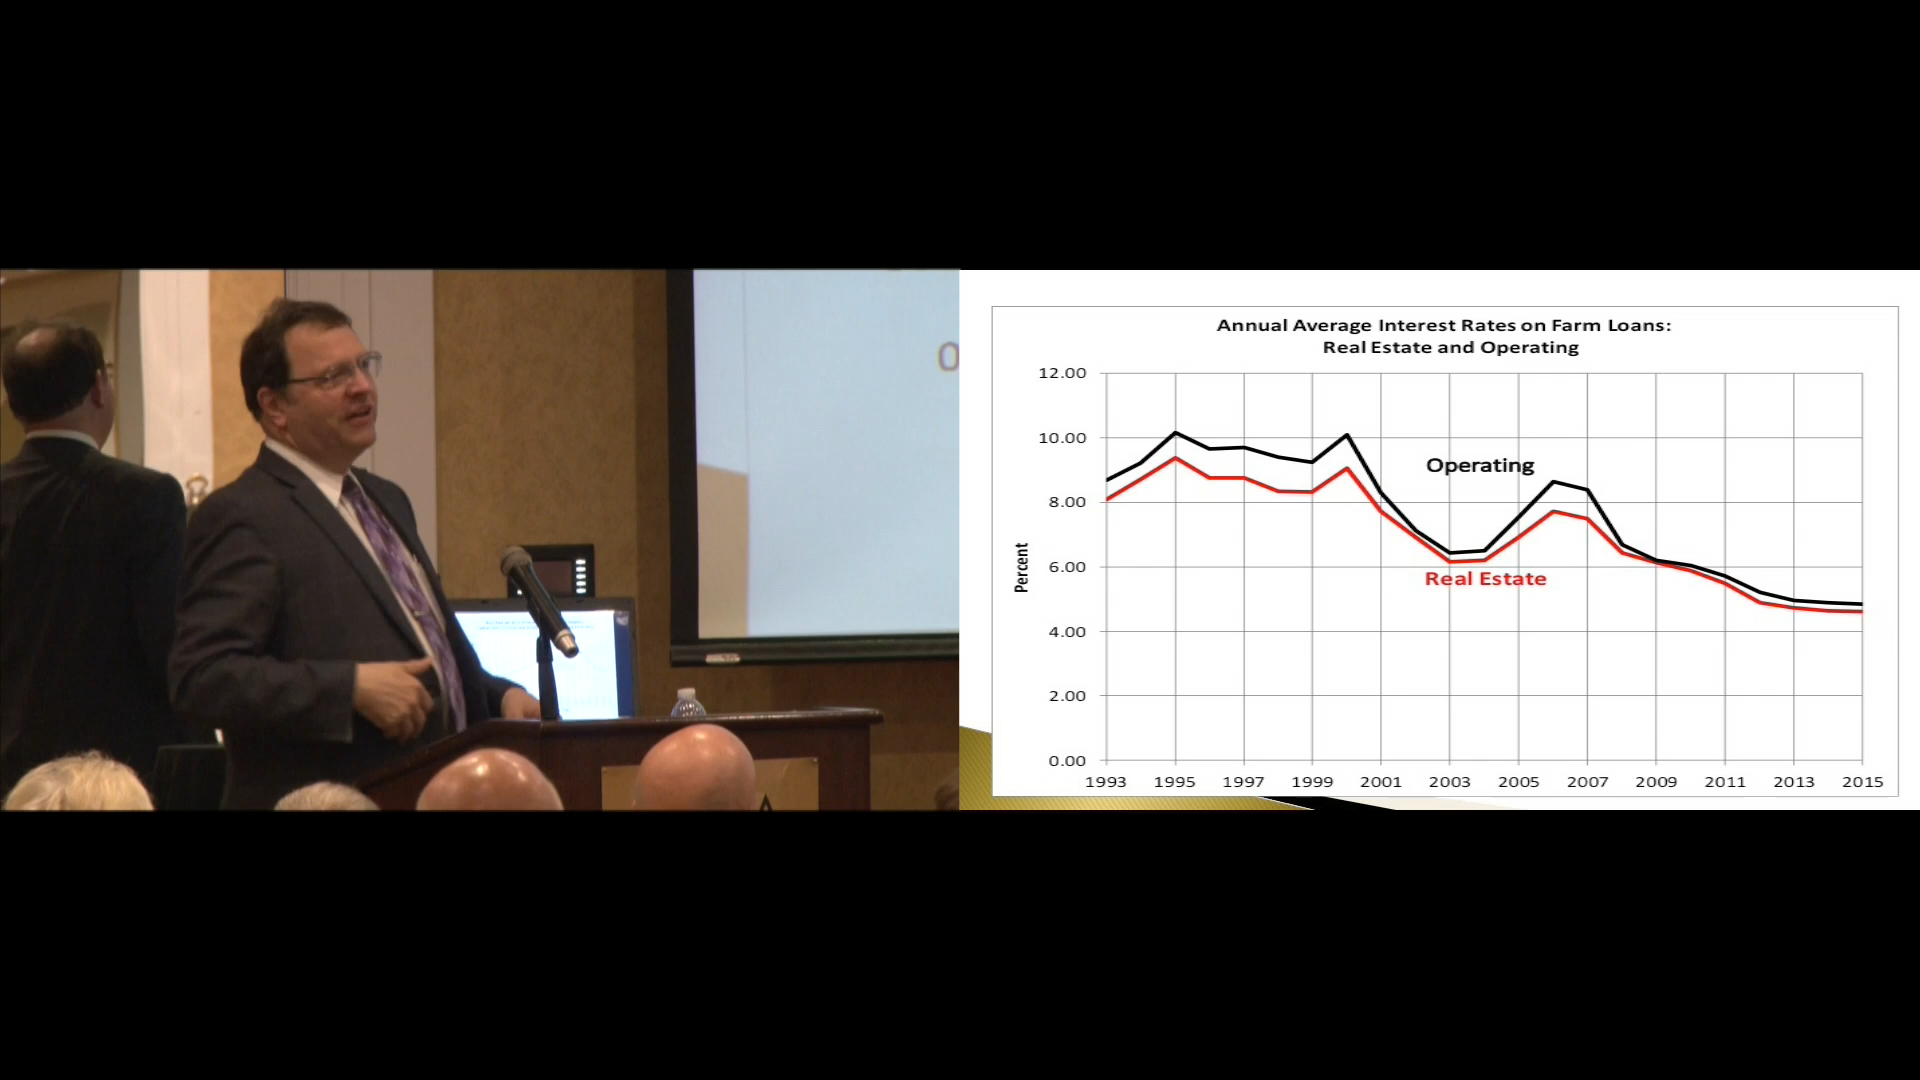 Annual Average Interest Rates on Farm Loans:
Real Estate and Operating
12.00
10.00
8.00
6.00
4.00
2.00
0.00
Percent
Operating
Real Estate
1993 1995 1997 1999 2001 2003 2005 2007 2009 2011 2013 2015